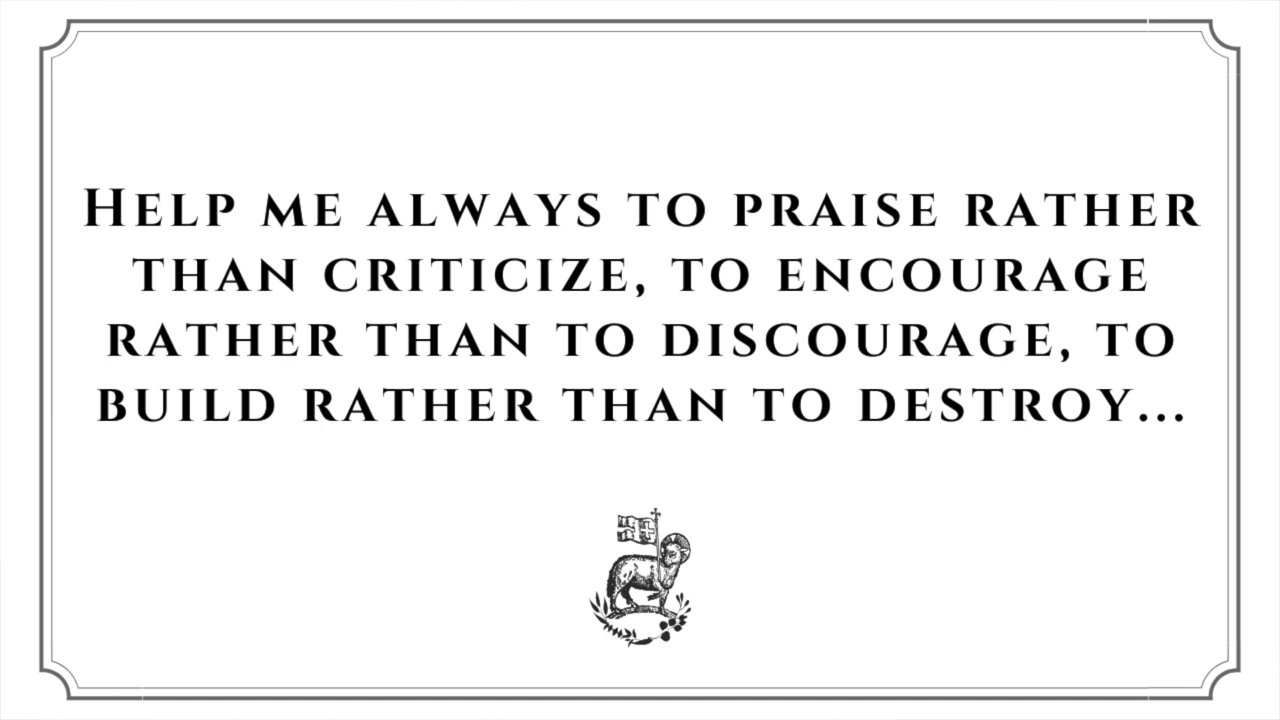 Help me always to praise rather
than criticize, to encourage
rather than to discourage, to
build rather than to destroy...